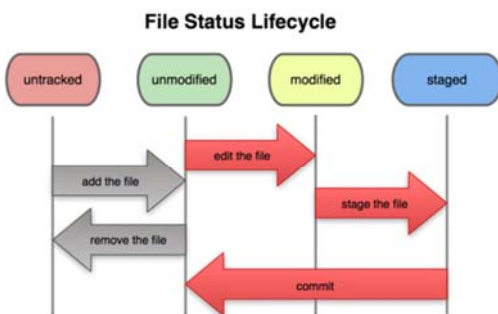 File Status Lifecycle
untracked
unmodified
modified
staged
edit the file
add the file
stage the file
remove the file
commit